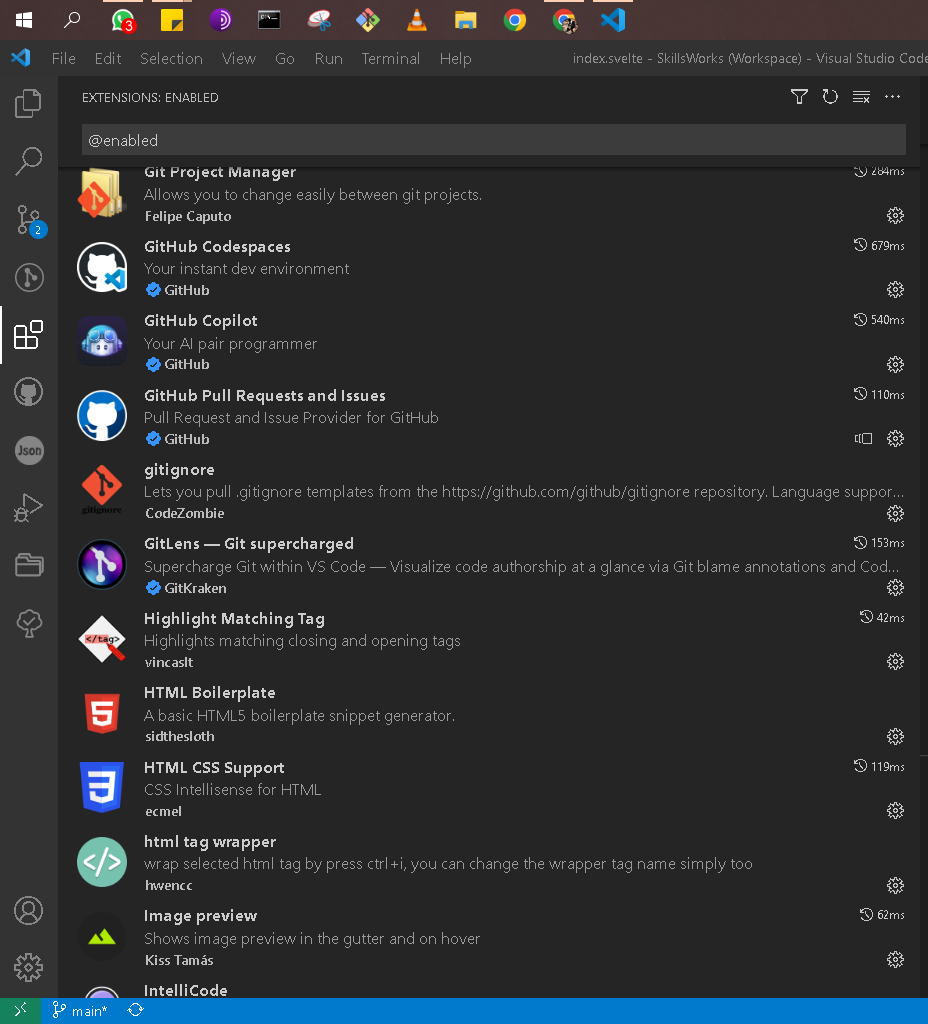 3
File Edit Selection View Go Run Terminal Help index.svelte - SkillsWorks (Workspace) - Visual Studio Code
EXTENSIONS: ENABLED
@enabled
Git Project Manager 284ms
Allows you to change easily between git projects.
Felipe Caputo
2
GitHub Codespaces 679ms
Your instant dev environment
GitHub
GitHub Copilot 540ms
Your AI pair programmer
GitHub
GitHub Pull Requests and Issues 110ms
Pull Request and Issue Provider for GitHub
GitHub
Json
gitignore
Lets you pull .gitignore templates from the https://github.com/github/gitignore repository. Language suppor...
gitignore
CodeZombie
GitLens — Git supercharged 153ms
Supercharge Git within VS Code — Visualize code authorship at a glance via Git blame annotations and Cod...
GitKraken
Highlight Matching Tag 42ms
</tag>
Highlights matching closing and opening tags
vincaslt
HTML Boilerplate
A basic HTML5 boilerplate snippet generator.
sidthesloth
HTML CSS Support 119ms
CSS Intellisense for HTML
ecmel
html tag wrapper
wrap selected html tag by press ctrl+i, you can change the wrapper tag name simply too
hwencc
Image preview 62ms
Shows image preview in the gutter and on hover
Kiss Tamás
IntelliCode
main*